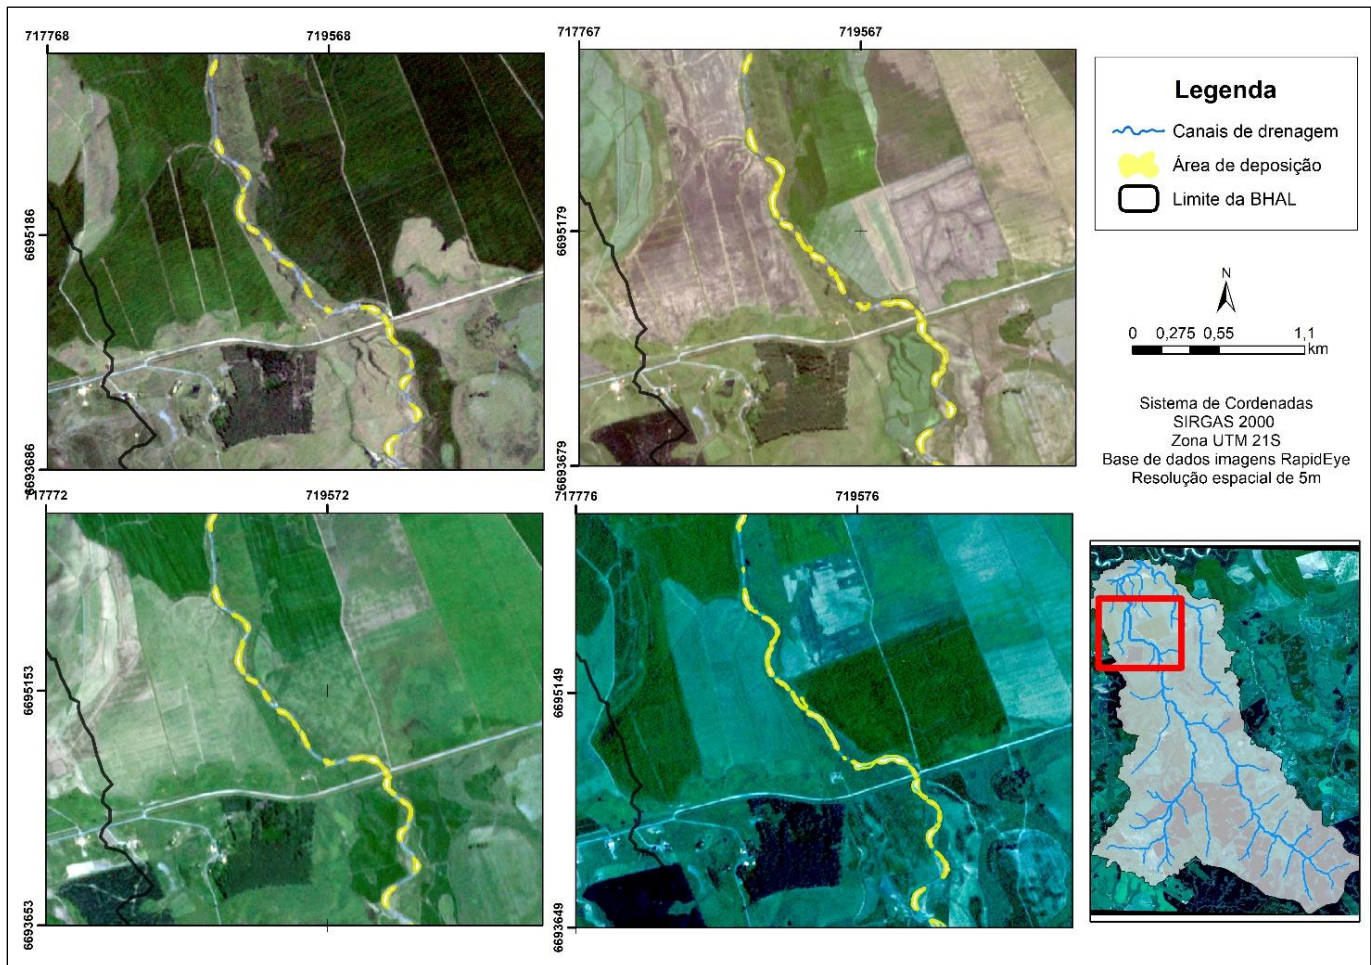 717768
719568
717767
719567
6695186
6693686
6695179
6693679
Legenda
Canais de drenagem
Área de deposição
Limite da BHAL
N
0 0,275 0,55 1,1
km
Sistema de Cordenadas
SIRGAS 2000
Zona UTM 21S
Base de dados imagens RapidEye
Resolução espacial de 5m
717772
719572
717776
719576
6695153
6693653
6695149
6693649